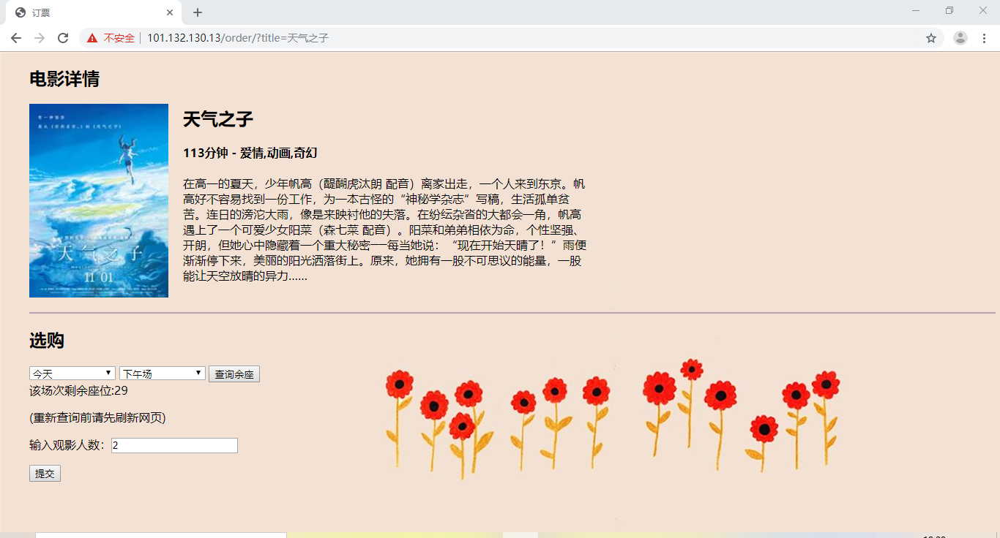 订票
不安全 101.132.130.13/order/?title=天气之子
电影详情
天气之子
11 01
天气之子
113分钟 - 爱情,动画,奇幻
在高一的夏天，少年帆高（醍醐虎汰朗 配音）离家出走，一个人来到东京。帆
高好不容易找到一份工作，为一本古怪的“神秘学杂志”写稿，生活孤单贫
苦。连日的滂沱大雨，像是来映衬他的失落。在纷纭杂沓的大都会一角，帆高
遇上了一个可爱少女阳菜（森七菜 配音）。阳菜和弟弟相依为命，个性坚强、
开朗，但她心中隐藏着一个重大秘密──每当她说：“现在开始天晴了！”雨便
渐渐停下来，美丽的阳光洒落街上。原来，她拥有一股不可思议的能量，一股
能让天空放晴的异力……
选购
今天 下午场 查询余座
该场次剩余座位:29
(重新查询前请先刷新网页)
输入观影人数：2
提交